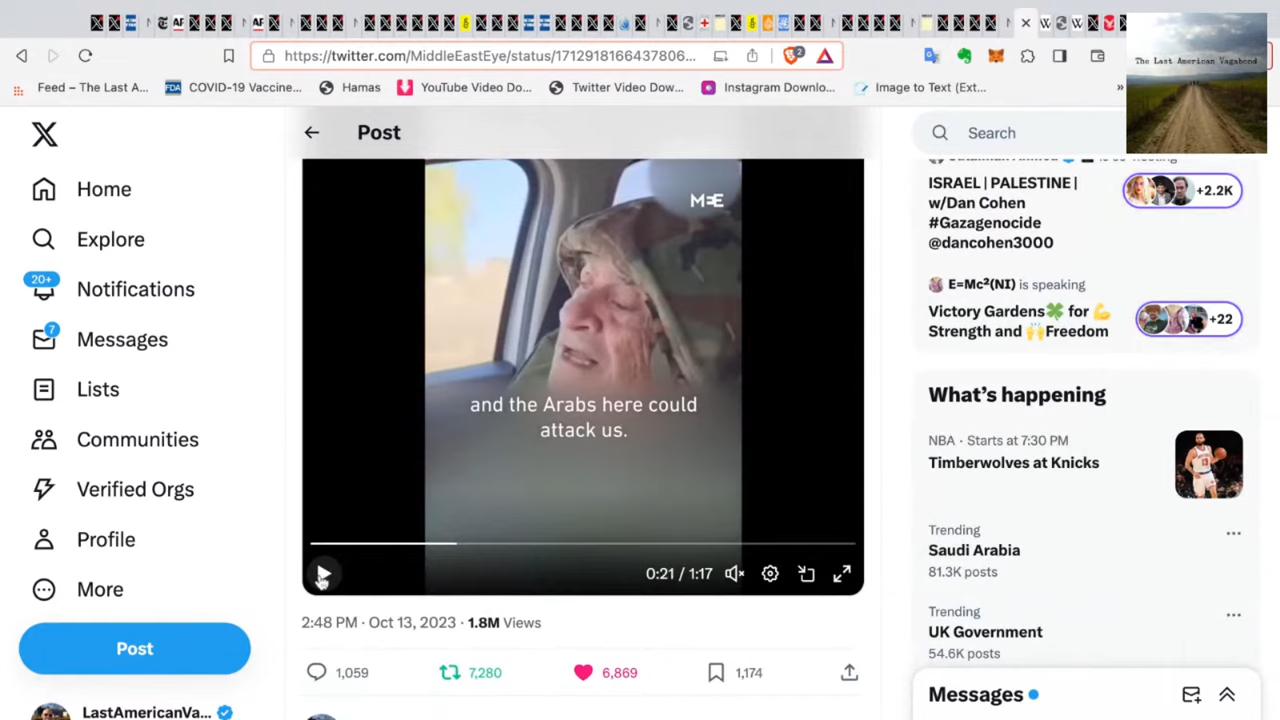 https://twitter.com/MiddleEastEye/status/1712918166437806...
2
The Last American Vagabond
Feed – The Last A...
COVID-19 Vaccine...
Hamas
YouTube Video Do...
Twitter Video Dow...
Instagram Downlo...
Image to Text (Ext...
»
Post
Search
Home
Explore
20+
Notifications
7
Messages
Lists
Communities
Verified Orgs
Profile
More
Post
LastAmericanVa...
MEE
and the Arabs here could
attack us.
0:21 / 1:17
2:48 PM · Oct 13, 2023 · 1.8M Views
1,059
7,280
6,869
1,174
ISRAEL | PALESTINE |
w/Dan Cohen
#Gazagenocide
@dancohen3000
+2.2K
E=Mc²(NI) is speaking
Victory Gardens🍀 for 💪
Strength and 🙌Freedom
+22
What's happening
NBA · Starts at 7:30 PM
Timberwolves at Knicks
Trending
Saudi Arabia
81.3K posts
Trending
UK Government
54.6K posts
Messages